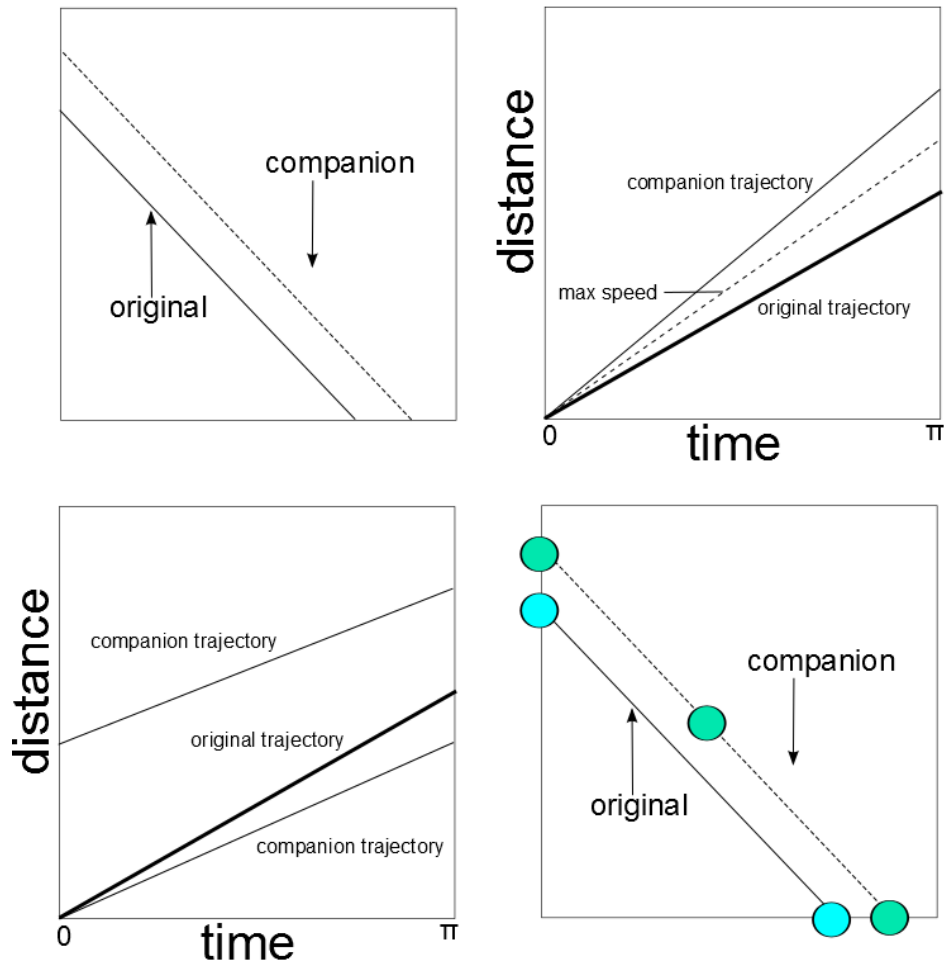 companion
original
distance
companion trajectory
max speed
original trajectory
0
time
π
distance
companion trajectory
original trajectory
companion trajectory
0
time
π
companion
original